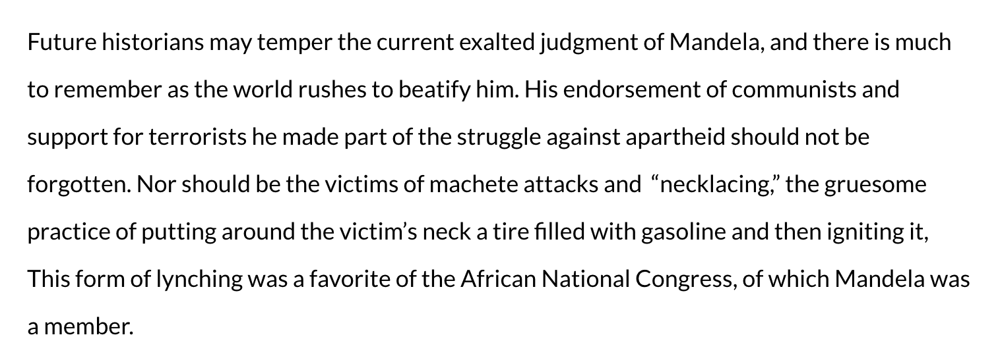 Future historians may temper the current exalted judgment of Mandela, and there is much
to remember as the world rushes to beatify him. His endorsement of communists and
support for terrorists he made part of the struggle against apartheid should not be
forgotten. Nor should be the victims of machete attacks and  “necklacing,” the gruesome
practice of putting around the victim’s neck a tire filled with gasoline and then igniting it,
This form of lynching was a favorite of the African National Congress, of which Mandela was
a member.